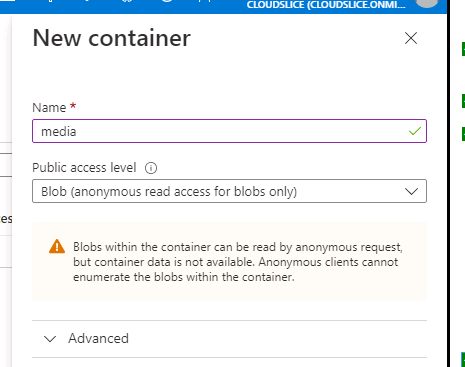 CLOUDSLICE (CLOUDSLICE.ONMI...
New container
Name *
media
Public access level
Blob (anonymous read access for blobs only)
Blobs within the container can be read by anonymous request,
but container data is not available. Anonymous clients cannot
enumerate the blobs within the container.
ces
Advanced